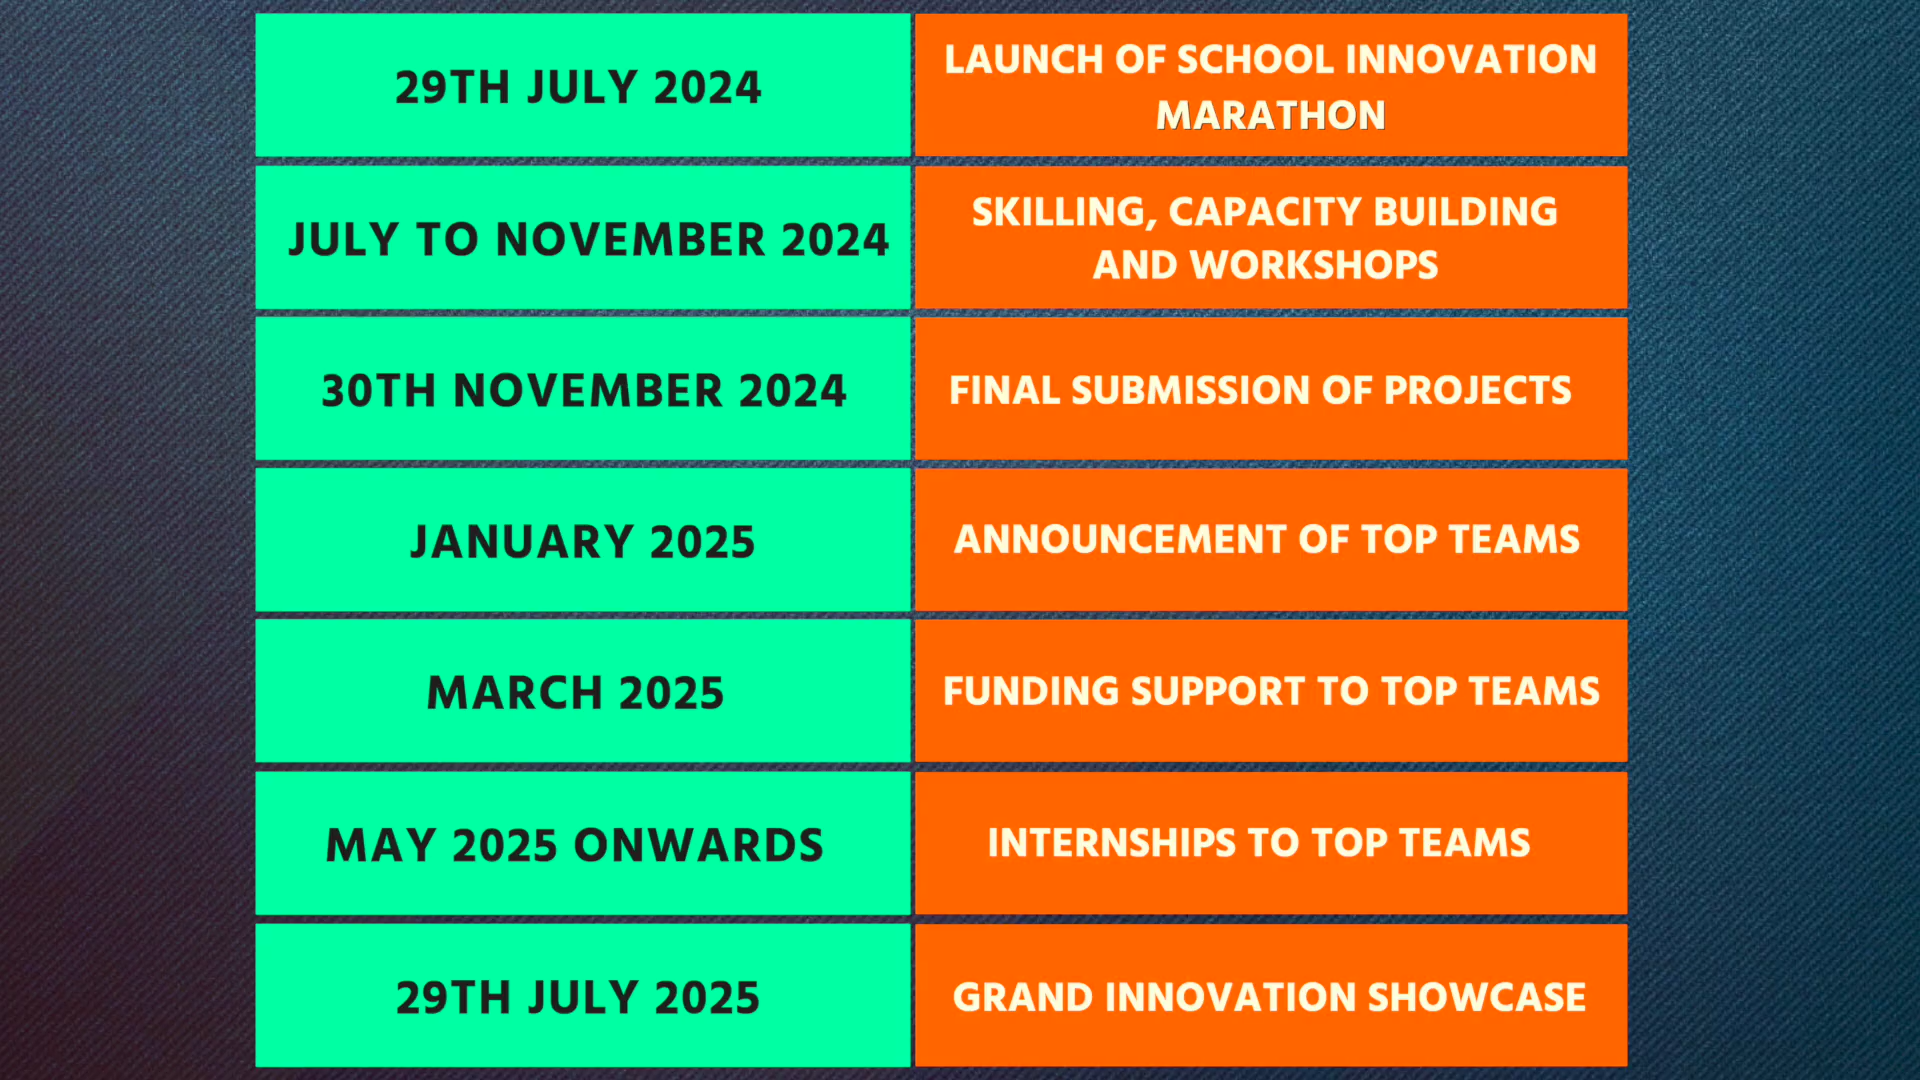 29TH JULY 2024
LAUNCH OF SCHOOL INNOVATION
MARATHON
JULY TO NOVEMBER 2024
SKILLING, CAPACITY BUILDING
AND WORKSHOPS
30TH NOVEMBER 2024
FINAL SUBMISSION OF PROJECTS
JANUARY 2025
ANNOUNCEMENT OF TOP TEAMS
MARCH 2025
FUNDING SUPPORT TO TOP TEAMS
MAY 2025 ONWARDS
INTERNSHIPS TO TOP TEAMS
29TH JULY 2025
GRAND INNOVATION SHOWCASE